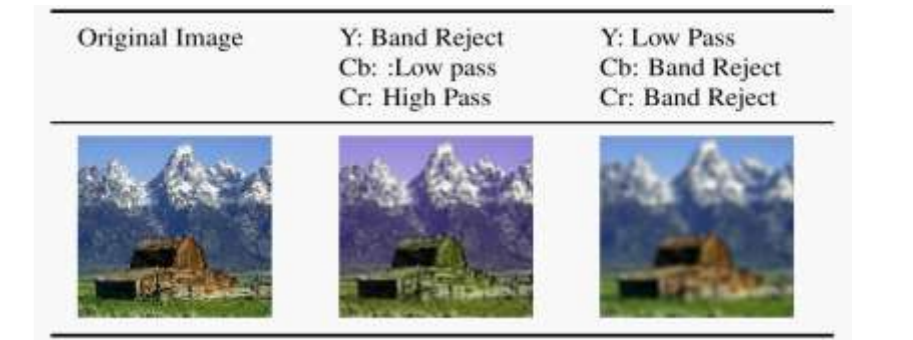 Original Image
Y: Band Reject
Cb: :Low pass
Cr: High Pass
Y: Low Pass
Cb: Band Reject
Cr: Band Reject